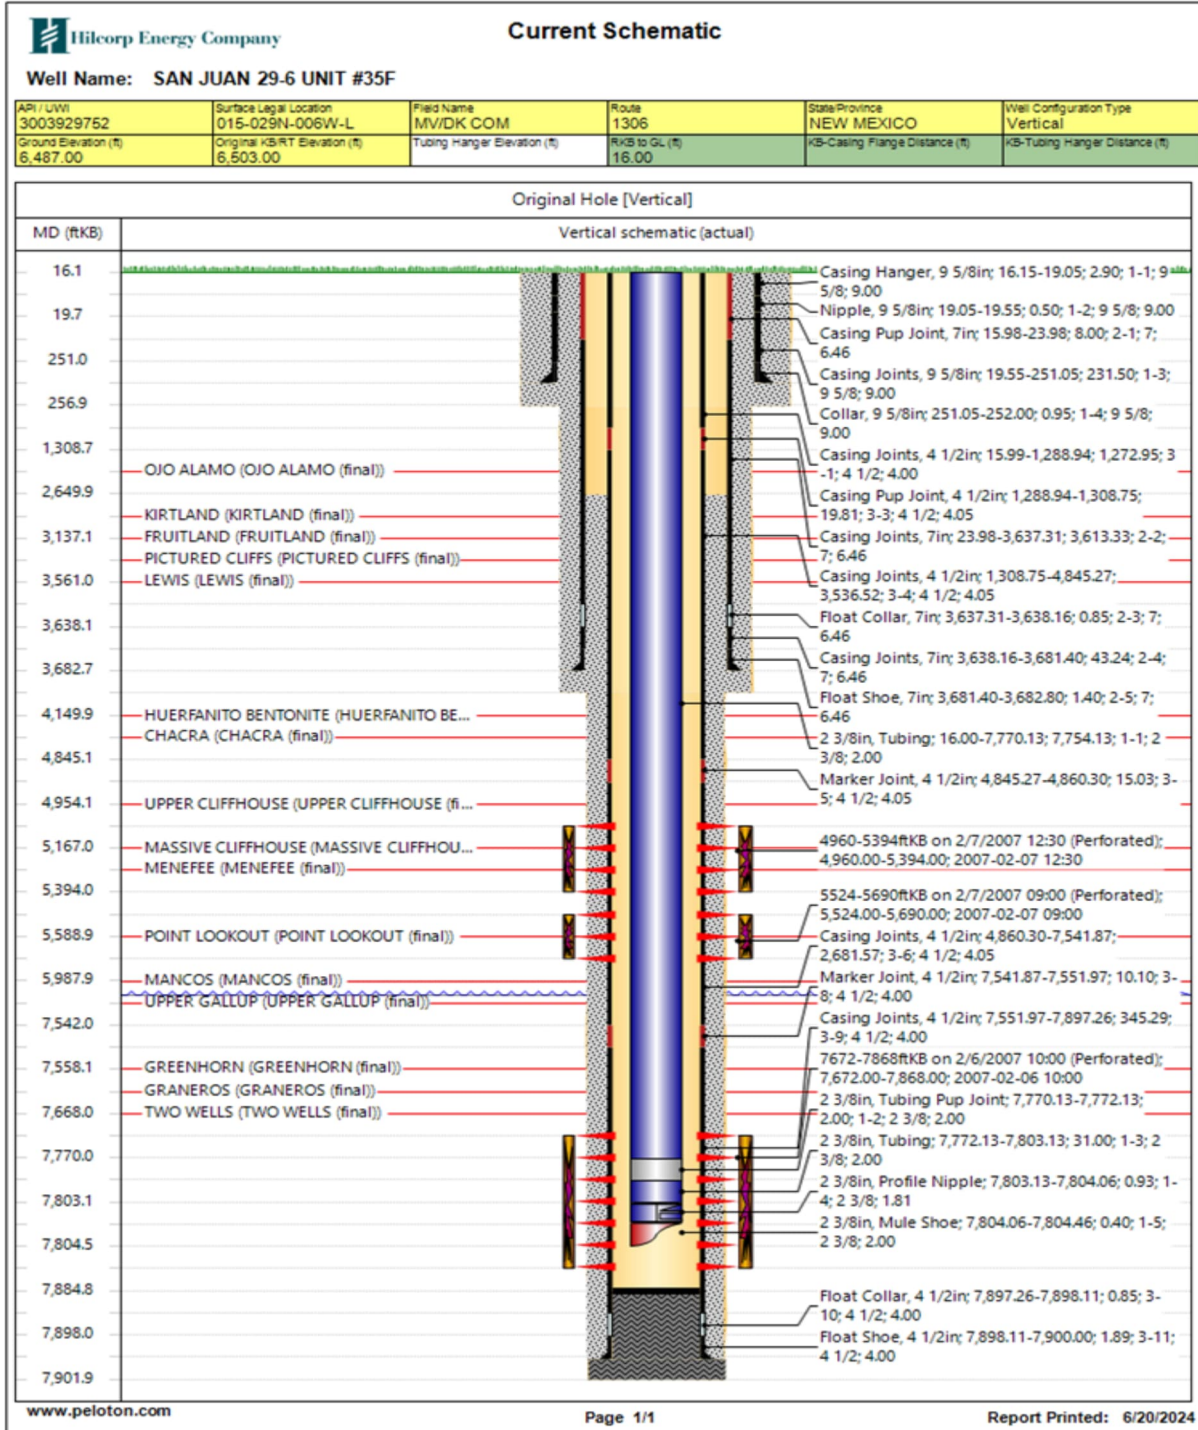 Hilcorp Energy Company
Current Schematic
Well Name: SAN JUAN 29-6 UNIT #35F
API / UWI
3003929752
Surface Legal Location
015-029N-006W-L
Field Name
MV/DK COM
Route
1306
State/Province
NEW MEXICO
Well Configuration Type
Vertical
Ground Elevation (ft)
6,487.00
Original KB/RT Elevation (ft)
6,503.00
Tubing Hanger Elevation (ft)
RKB to GL (ft)
16.00
KB-Casing Flange Distance (ft)
KB-Tubing Hanger Distance (ft)
Original Hole [Vertical]
MD (ftKB)
Vertical schematic (actual)
16.1
19.7
251.0
256.9
1,308.7
2,649.9
3,137.1
3,561.0
3,638.1
3,682.7
4,149.9
4,845.1
4,954.1
5,167.0
5,394.0
5,588.9
5,987.9
7,542.0
7,558.1
7,668.0
7,770.0
7,803.1
7,804.5
7,884.8
7,898.0
7,901.9
OJO ALAMO (OJO ALAMO (final))
KIRTLAND (KIRTLAND (final))
FRUITLAND (FRUITLAND (final))
PICTURED CLIFFS (PICTURED CLIFFS (final))
LEWIS (LEWIS (final))
HUERFANITO BENTONITE (HUERFANITO BE...
CHACRA (CHACRA (final))
UPPER CLIFFHOUSE (UPPER CLIFFHOUSE (fi...
MASSIVE CLIFFHOUSE (MASSIVE CLIFFHOU...
MENEFEE (MENEFEE (final))
POINT LOOKOUT (POINT LOOKOUT (final))
MANCOS (MANCOS (final))
UPPER GALLUP (UPPER GALLUP (final))
GREENHORN (GREENHORN (final))
GRANEROS (GRANEROS (final))
TWO WELLS (TWO WELLS (final))
Casing Hanger, 9 5/8in; 16.15-19.05; 2.90; 1-1; 9
5/8; 9.00
Nipple, 9 5/8in; 19.05-19.55; 0.50; 1-2; 9 5/8; 9.00
Casing Pup Joint, 7in; 15.98-23.98; 8.00; 2-1; 7;
6.46
Casing Joints, 9 5/8in; 19.55-251.05; 231.50; 1-3;
9 5/8; 9.00
Collar, 9 5/8in; 251.05-252.00; 0.95; 1-4; 9 5/8;
9.00
Casing Joints, 4 1/2in; 15.99-1,288.94; 1,272.95; 3
-1; 4 1/2; 4.00
Casing Pup Joint, 4 1/2in; 1,288.94-1,308.75;
19.81; 3-3; 4 1/2; 4.05
Casing Joints, 7in; 23.98-3,637.31; 3,613.33; 2-2;
7; 6.46
Casing Joints, 4 1/2in; 1,308.75-4,845.27;
3,536.52; 3-4; 4 1/2; 4.05
Float Collar, 7in; 3,637.31-3,638.16; 0.85; 2-3; 7;
6.46
Casing Joints, 7in; 3,638.16-3,681.40; 43.24; 2-4;
7; 6.46
Float Shoe, 7in; 3,681.40-3,682.80; 1.40; 2-5; 7;
6.46
2 3/8in, Tubing; 16.00-7,770.13; 7,754.13; 1-1; 2
3/8; 2.00
Marker Joint, 4 1/2in; 4,845.27-4,860.30; 15.03; 3-
5; 4 1/2; 4.05
4960-5394ftKB on 2/7/2007 12:30 (Perforated);
4,960.00-5,394.00; 2007-02-07 12:30
5524-5690ftKB on 2/7/2007 09:00 (Perforated);
5,524.00-5,690.00; 2007-02-07 09:00
Casing Joints, 4 1/2in; 4,860.30-7,541.87;
2,681.57; 3-6; 4 1/2; 4.05
Marker Joint, 4 1/2in; 7,541.87-7,551.97; 10.10; 3-
8; 4 1/2; 4.00
Casing Joints, 4 1/2in; 7,551.97-7,897.26; 345.29;
3-9; 4 1/2; 4.00
7672-7868ftKB on 2/6/2007 10:00 (Perforated);
7,672.00-7,868.00; 2007-02-06 10:00
2 3/8in, Tubing Pup Joint; 7,770.13-7,772.13;
2.00; 1-2; 2 3/8; 2.00
2 3/8in, Tubing; 7,772.13-7,803.13; 31.00; 1-3; 2
3/8; 2.00
2 3/8in, Profile Nipple; 7,803.13-7,804.06; 0.93; 1-
4; 2 3/8; 1.81
2 3/8in, Mule Shoe; 7,804.06-7,804.46; 0.40; 1-5;
2 3/8; 2.00
Float Collar, 4 1/2in; 7,897.26-7,898.11; 0.85; 3-
10; 4 1/2; 4.00
Float Shoe, 4 1/2in; 7,898.11-7,900.00; 1.89; 3-11;
4 1/2; 4.00
www.peloton.com
Page 1/1
Report Printed: 6/20/2024